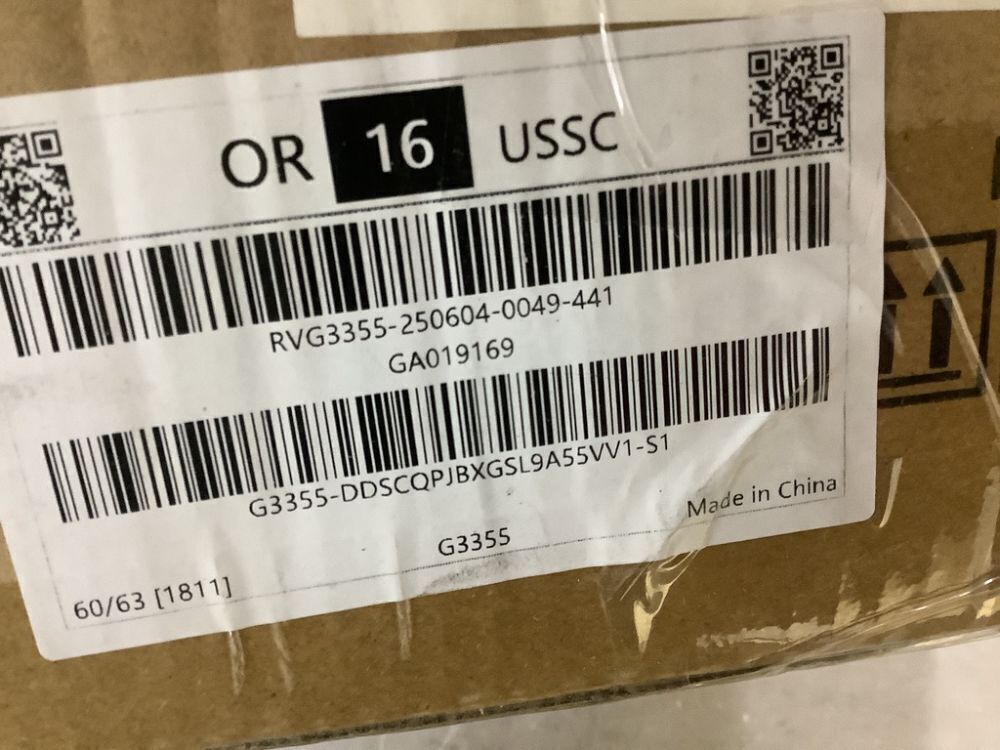 OR 16 USSC
RVG3355-250604-0049-441
GA019169
G3355-DDSCQPJBXGSL9A55VV1-S1
Made in China
G3355
60/63 [1811]